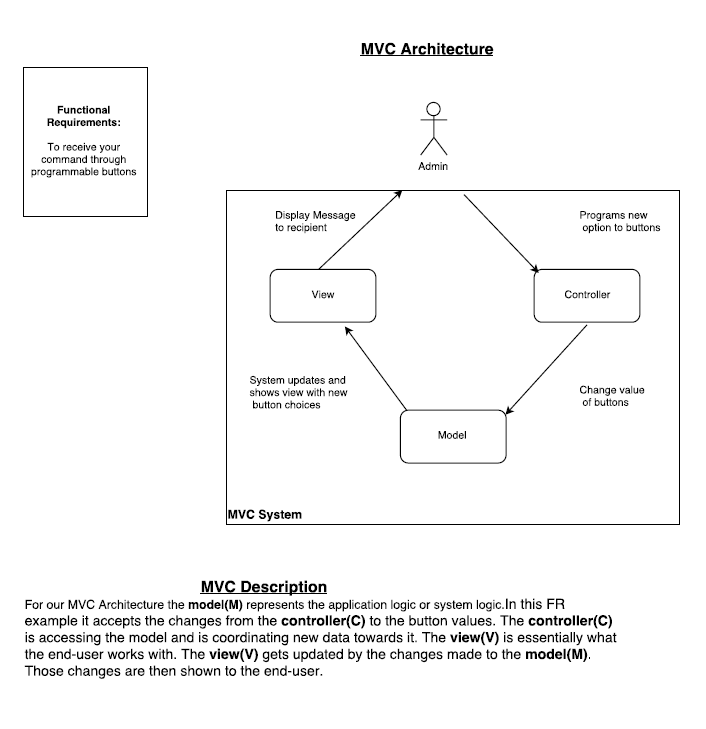 MVC Architecture
Functional
Requirements:
To receive your
command through
programmable buttons
Admin
Display Message
to recipient
Programs new
option to buttons
View
Controller
System updates and
shows view with new
button choices
Change value
of buttons
Model
MVC System
MVC Description
For our MVC Architecture the model(M) represents the application logic or system logic.In this FR
example it accepts the changes from the controller(C) to the button values. The controller(C)
is accessing the model and is coordinating new data towards it. The view(V) is essentially what
the end-user works with. The view(V) gets updated by the changes made to the model(M).
Those changes are then shown to the end-user.